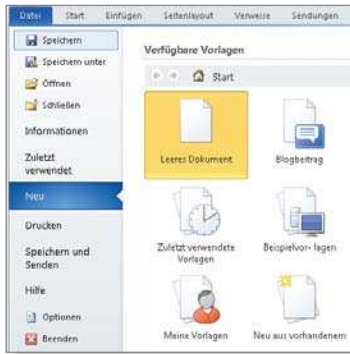 Datei Start Einfügen Seitenlayout Verweise Sendungen
Speichern
Speichern unter
Öffnen
Schließen
Informationen
Zuletzt
verwendet
Neu
Drucken
Speichern und
Senden
Hilfe
Optionen
Beenden
Verfügbare Vorlagen
Start
Leeres Dokument
Blogbeitrag
Zuletzt verwendete
Vorlagen
Beispielvor- lagen
Meine Vorlagen
Neu aus vorhandenem